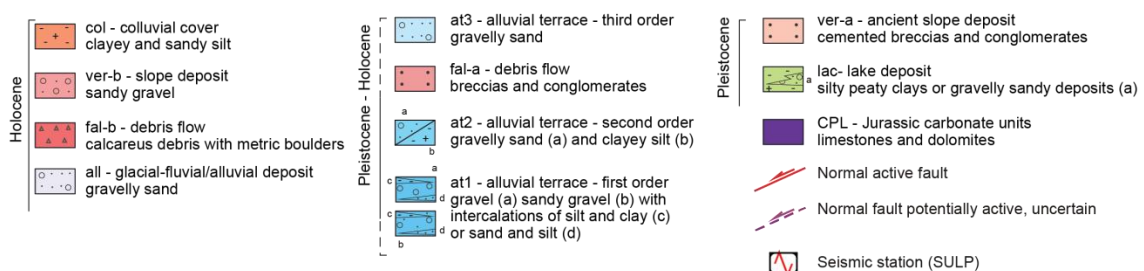 Holocene
col - colluvial cover
clayey and sandy silt
ver-b - slope deposit
sandy gravel
fal-b - debris flow
calcareus debris with metric boulders
all - glacial-fluvial/alluvial deposit
gravelly sand
Pleistocene - Holocene
at3 - alluvial terrace - third order
gravelly sand
fal-a - debris flow
breccias and conglomerates
a
at2 - alluvial terrace - second order
gravelly sand (a) and clayey silt (b)
b
a
at1 - alluvial terrace - first order
c
gravel (a) sandy gravel (b) with
d
intercalations of silt and clay (c)
c
or sand and silt (d)
d
b
Pleistocene
ver-a - ancient slope deposit
cemented breccias and conglomerates
lac- lake deposit
a
silty peaty clays or gravelly sandy deposits (a)
CPL - Jurassic carbonate units
limestones and dolomites
Normal active fault
Normal fault potentially active, uncertain
Seismic station (SULP)